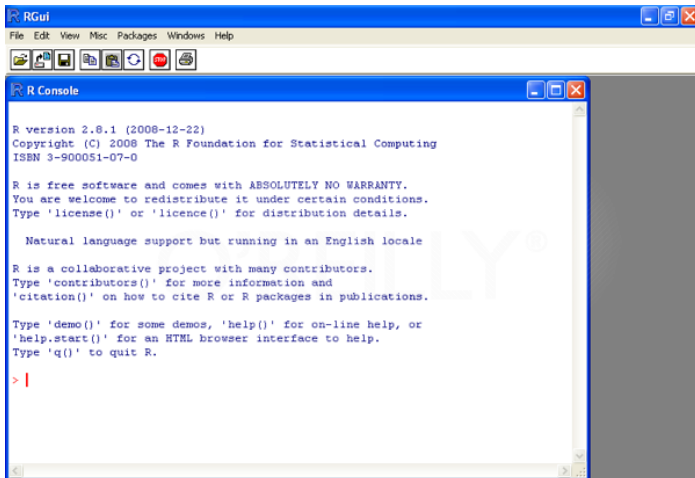 RGui
File Edit View Misc Packages Windows Help
STOP
R Console
R version 2.8.1 (2008-12-22)
Copyright (C) 2008 The R Foundation for Statistical Computing
ISBN 3-900051-07-0
R is free software and comes with ABSOLUTELY NO WARRANTY.
You are welcome to redistribute it under certain conditions.
Type 'license()' or 'licence()' for distribution details.
Natural language support but running in an English locale
R is a collaborative project with many contributors.
Type 'contributors()' for more information and
'citation()' on how to cite R or R packages in publications.
Type 'demo()' for some demos, 'help()' for on-line help, or
'help.start()' for an HTML browser interface to help.
Type 'q()' to quit R.
>
O'REILLY®